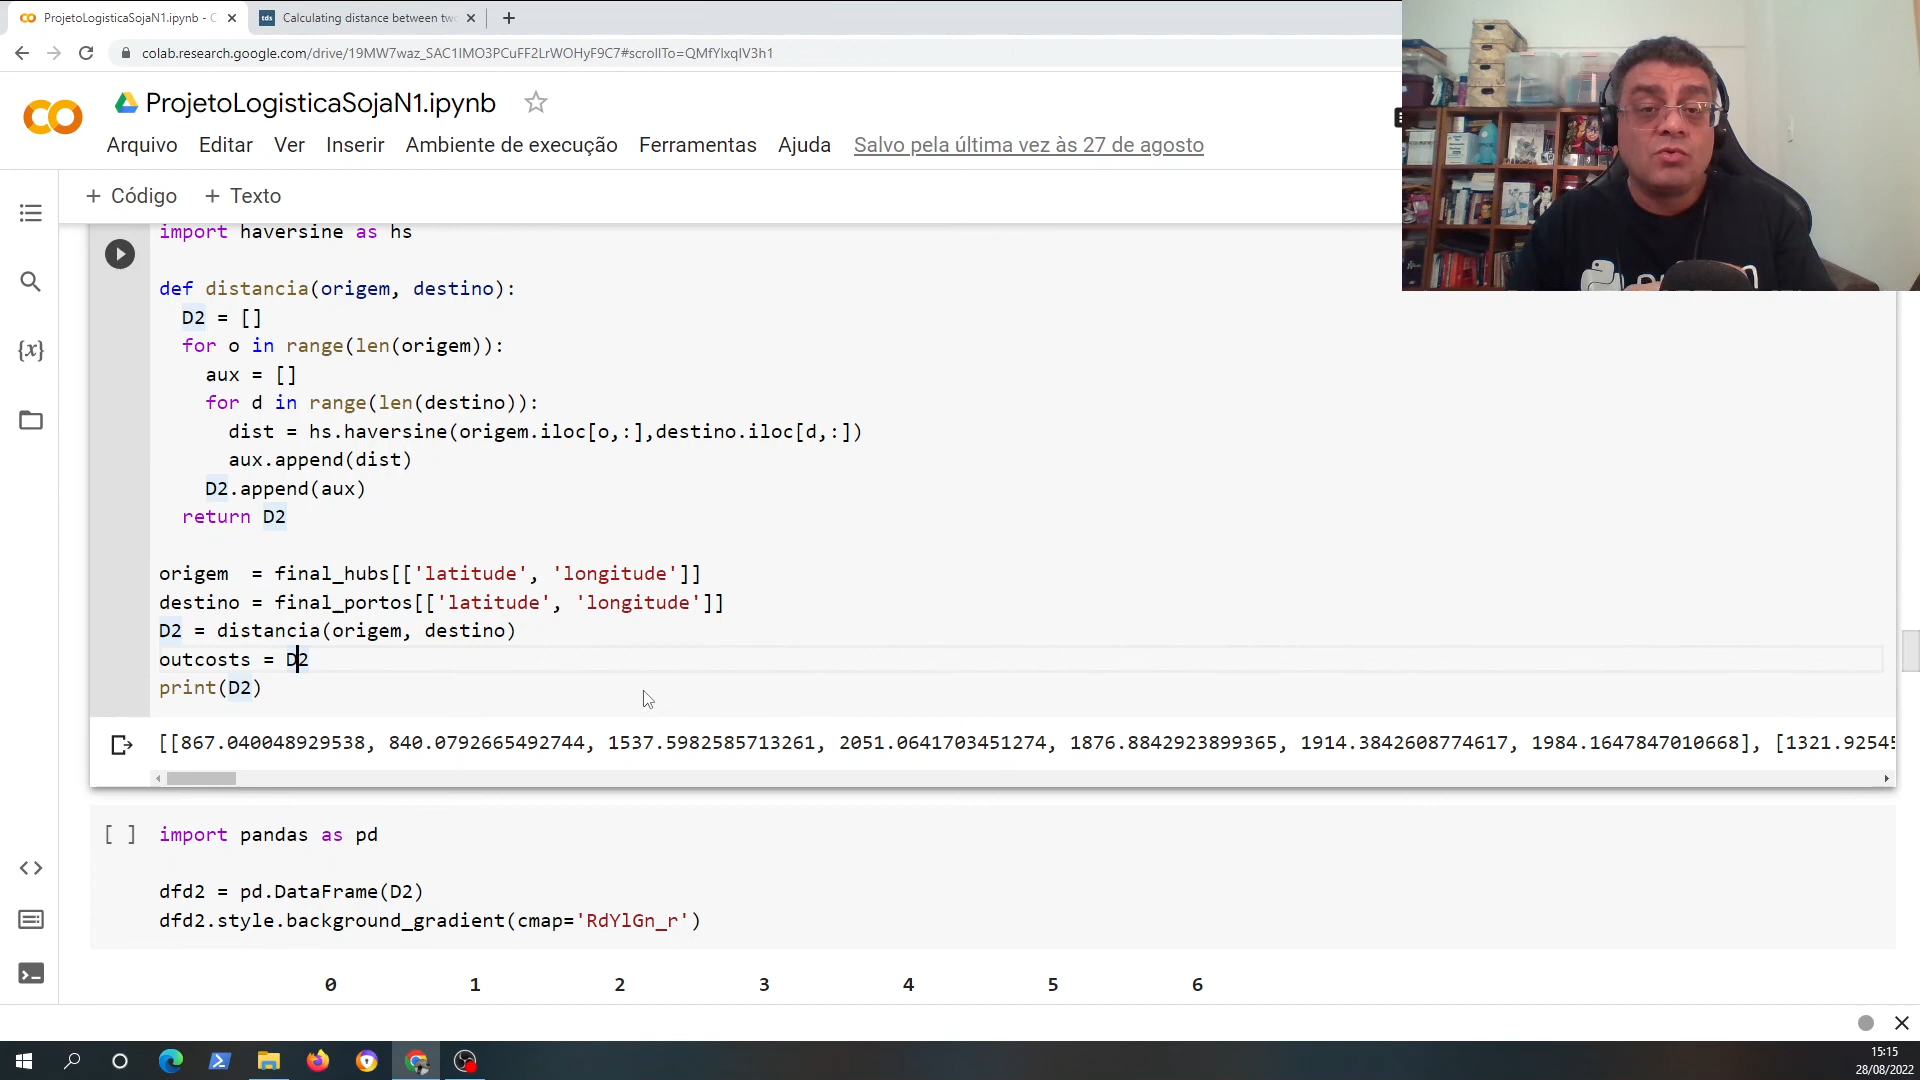 ProjetoLogisticaSojaN1.ipynb - C
tds
Calculating distance between two
colab.research.google.com/drive/19MW7waz_SAC1IMO3PCuFF2LrWOHyF9C7#scrollTo=QMfYlxqIV3h1
CO
ProjetoLogisticaSojaN1.ipynb
Arquivo Editar Ver Inserir Ambiente de execução Ferramentas Ajuda Salvo pela última vez às 27 de agosto
+ Código + Texto
import haversine as hs
def distancia(origem, destino):
D2 = []
for o in range(len(origem)):
aux = []
for d in range(len(destino)):
dist = hs.haversine(origem.iloc[o,:],destino.iloc[d,:])
aux.append(dist)
D2.append(aux)
return D2
origem = final_hubs[['latitude', 'longitude']]
destino = final_portos[['latitude', 'longitude']]
D2 = distancia(origem, destino)
outcosts = D2
print(D2)
[[867.040048929538, 840.0792665492744, 1537.5982585713261, 2051.0641703451274, 1876.8842923899365, 1914.3842608774617, 1984.1647847010668], [1321.92545
[ ] import pandas as pd
dfd2 = pd.DataFrame(D2)
dfd2.style.background_gradient(cmap='RdYlGn_r')
0 1 2 3 4 5 6
15:15
28/08/2022